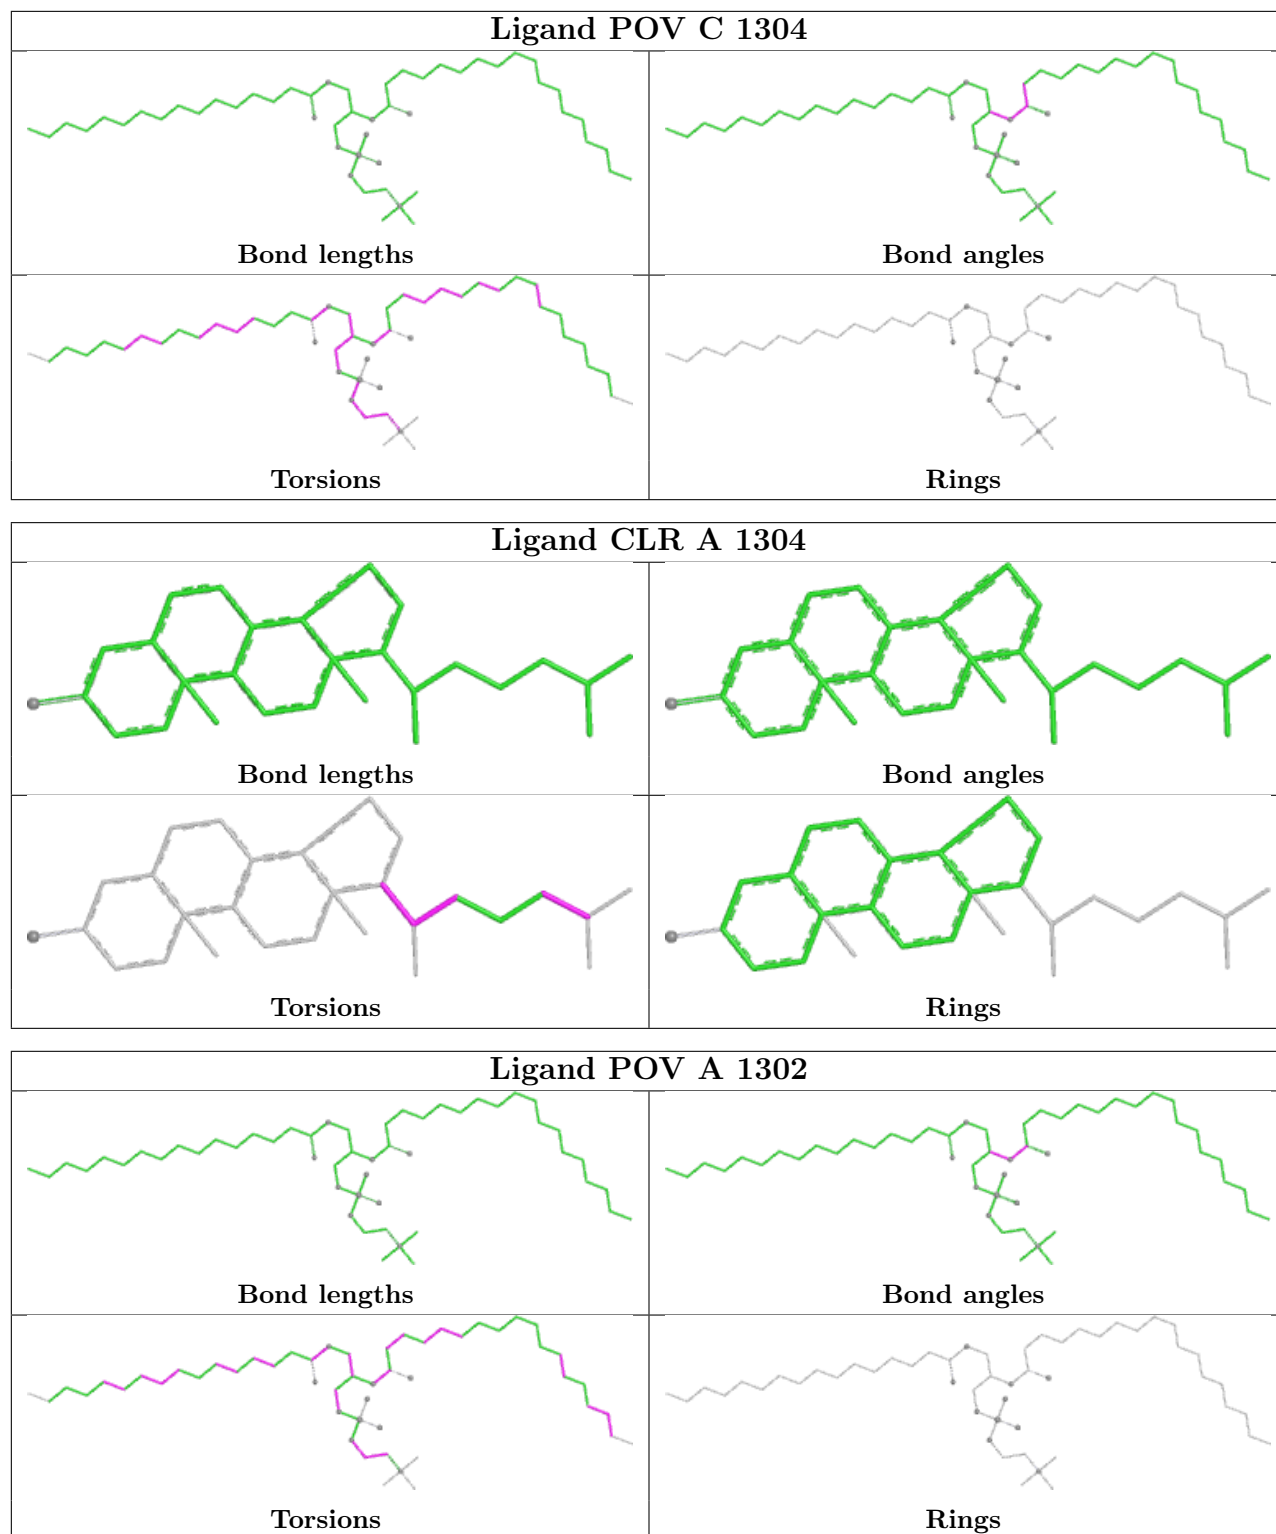 Ligand POV C 1304
Bond lengths
Bond angles
Torsions
Rings
Ligand CLR A 1304
Bond lengths
Bond angles
Torsions
Rings
Ligand POV A 1302
Bond lengths
Bond angles
Torsions
Rings